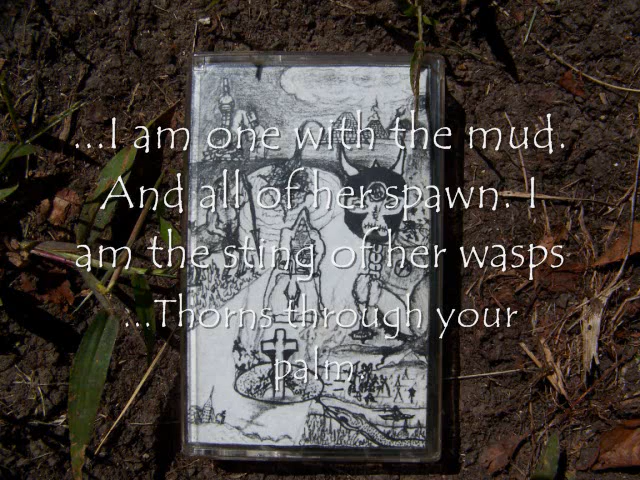 ...I am one with the mud.
And all of her spawn. I
am the sting of her wasps
...Thorns through your
palm.